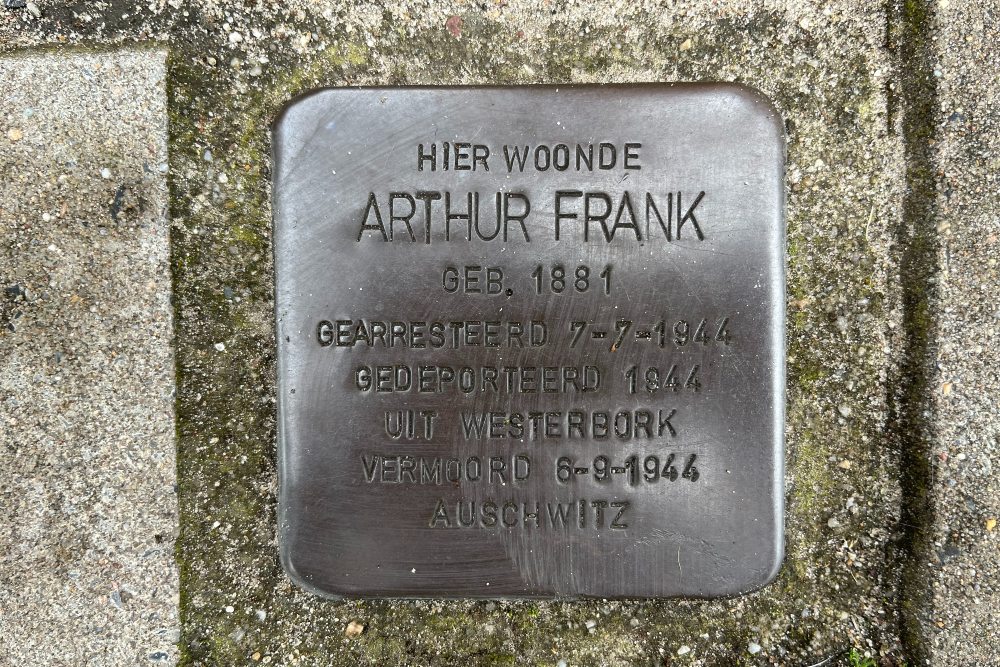 HIER WOONDE
ARTHUR FRANK
GEB. 1881
GEARRESTEERD 7-7-1944
GEDEPORTEERD 1944
UIT WESTERBORK
VERMOORD 6-9-1944
AUSCHWITZ